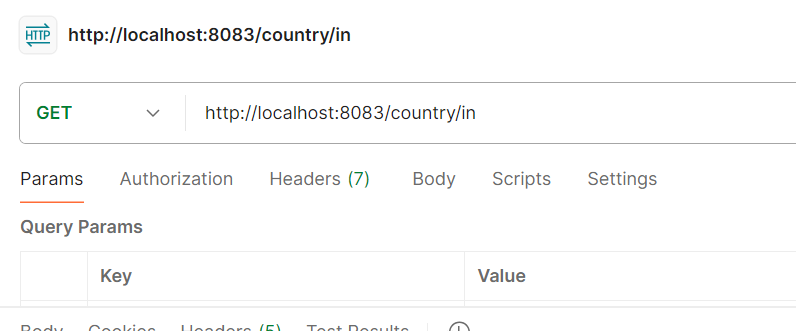 HTTP http://localhost:8083/country/in
GET http://localhost:8083/country/in
Params Authorization Headers (7) Body Scripts Settings
Query Params
Key Value
Body Cookies Headers (5) Test Results